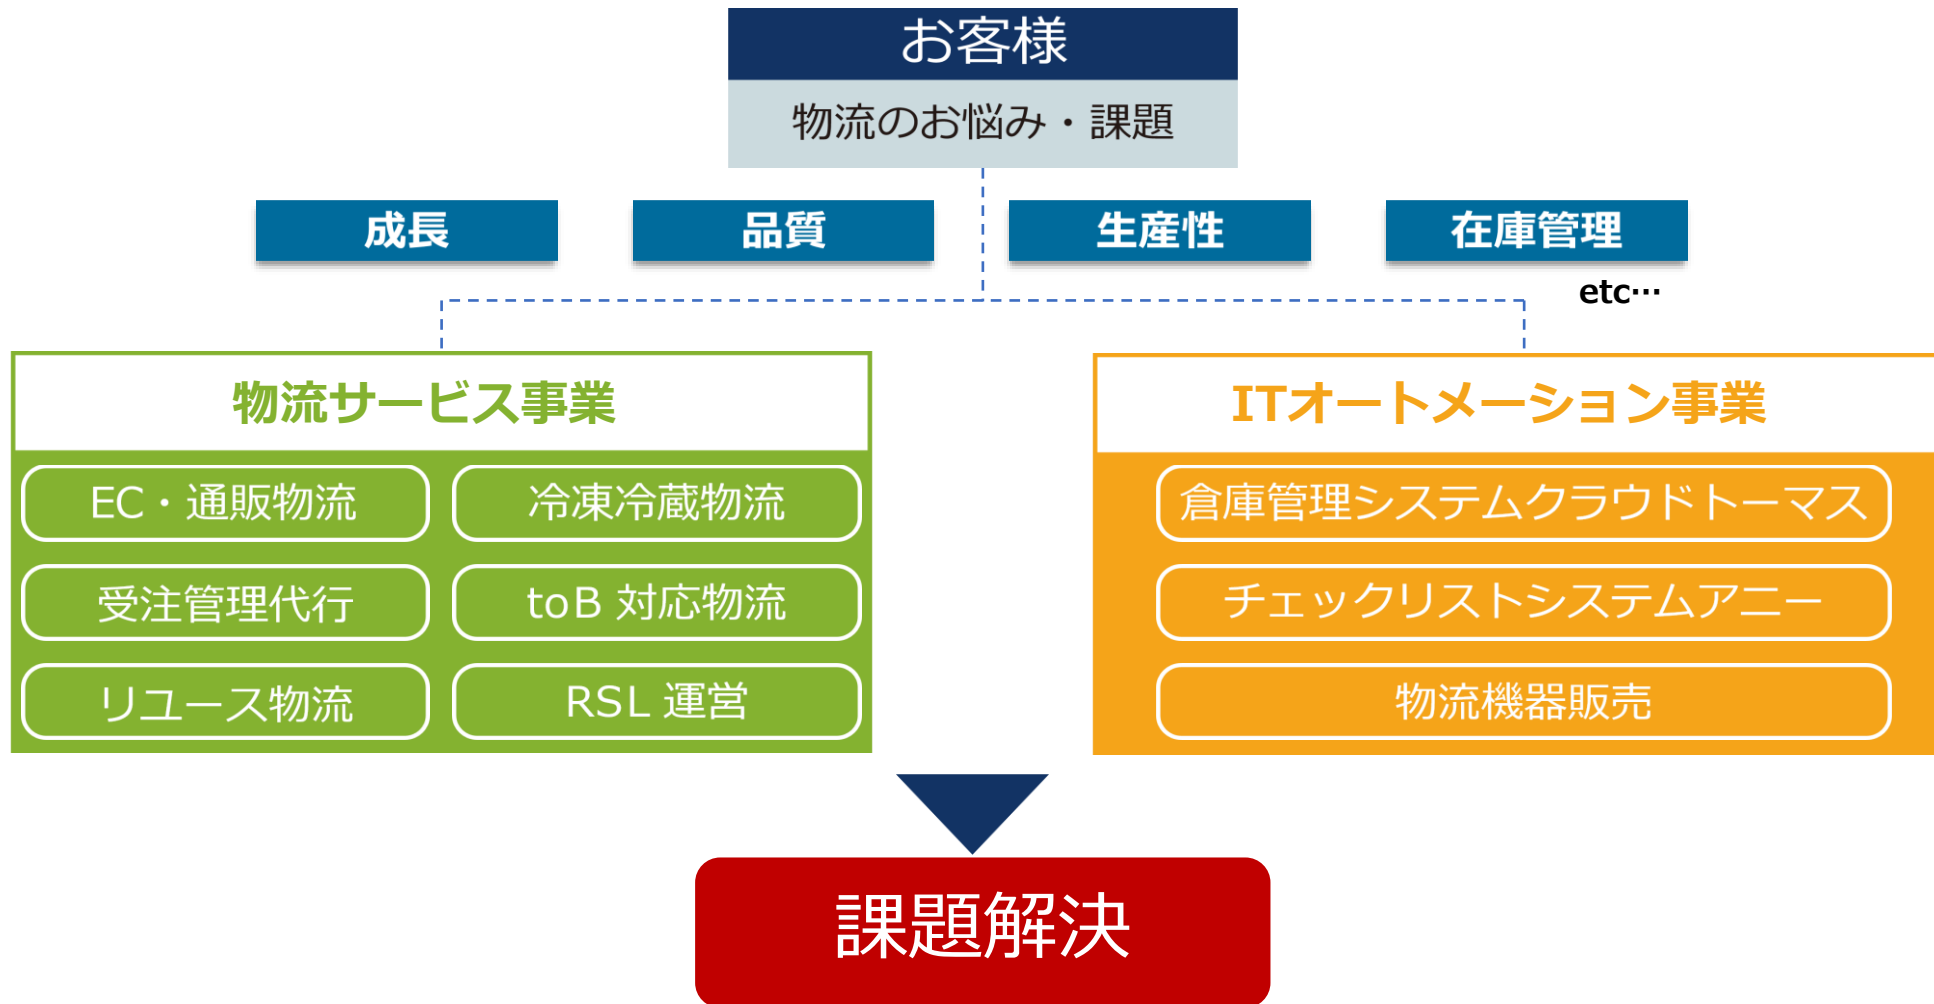 お客様
物流のお悩み・課題
成長
品質
生産性
在庫管理
etc…
物流サービス事業
EC・通販物流
冷凍冷蔵物流
受注管理代行
toB 対応物流
リユース物流
RSL 運営
ITオートメーション事業
倉庫管理システムクラウドトーマス
チェックリストシステムアニー
物流機器販売
課題解決